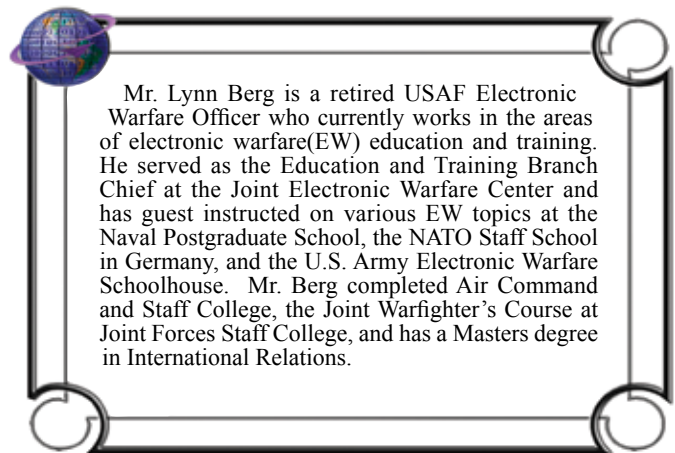 Mr. Lynn Berg is a retired USAF Electronic
Warfare Officer who currently works in the areas
of electronic warfare(EW) education and training.
He served as the Education and Training Branch
Chief at the Joint Electronic Warfare Center and
has guest instructed on various EW topics at the
Naval Postgraduate School, the NATO Staff School
in Germany, and the U.S. Army Electronic Warfare
Schoolhouse. Mr. Berg completed Air Command
and Staff College, the Joint Warfighter's Course at
Joint Forces Staff College, and has a Masters degree
in International Relations.